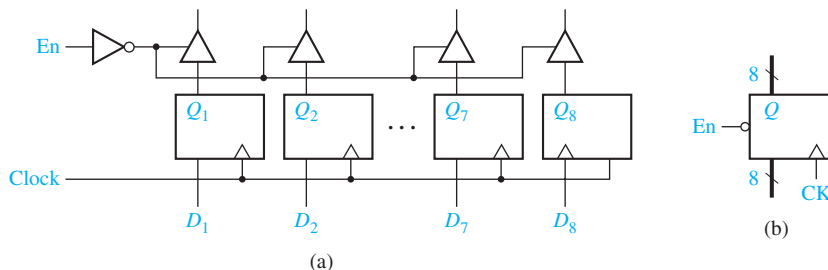 En
Q1 Q2 ... Q7 Q8
Clock
D1 D2 D7 D8
(a)
8
Q
En
8
CK
(b)